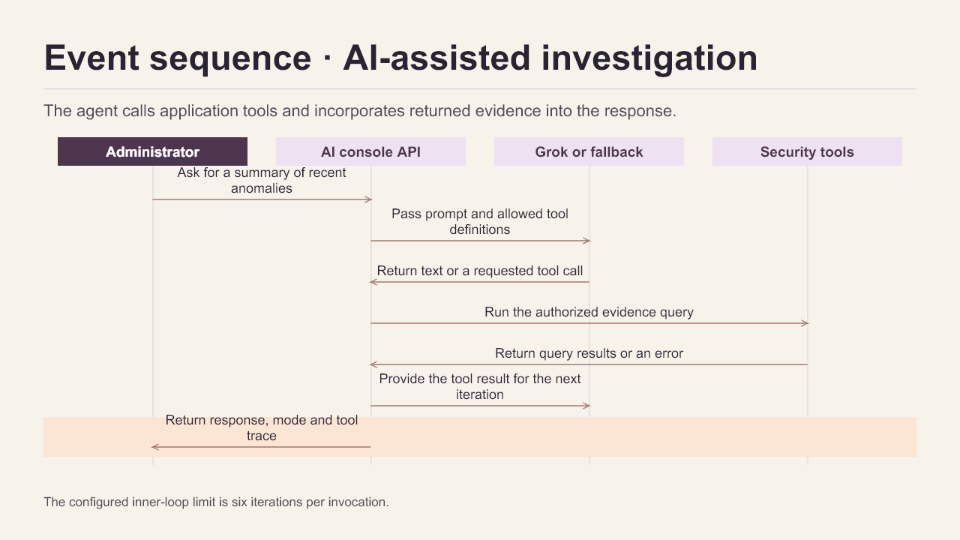 Event sequence · AI-assisted investigation
The agent calls application tools and incorporates returned evidence into the response.
Administrator
AI console API
Grok or fallback
Security tools
Ask for a summary of recent
anomalies
Pass prompt and allowed tool
definitions
Return text or a requested tool call
Run the authorized evidence query
Return query results or an error
Provide the tool result for the next
iteration
Return response, mode and tool
trace
The configured inner-loop limit is six iterations per invocation.